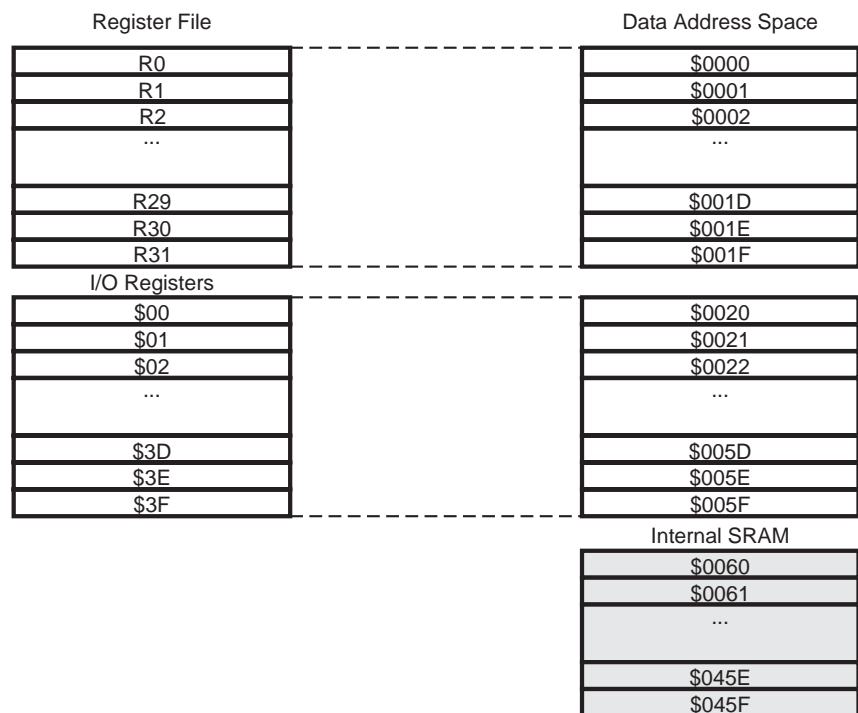 Register File Data Address Space
R0 $0000
R1 $0001
R2 $0002
... ...
R29 $001D
R30 $001E
R31 $001F
I/O Registers
$00 $0020
$01 $0021
$02 $0022
... ...
$3D $005D
$3E $005E
$3F $005F
Internal SRAM
$0060
$0061
...
$045E
$045F